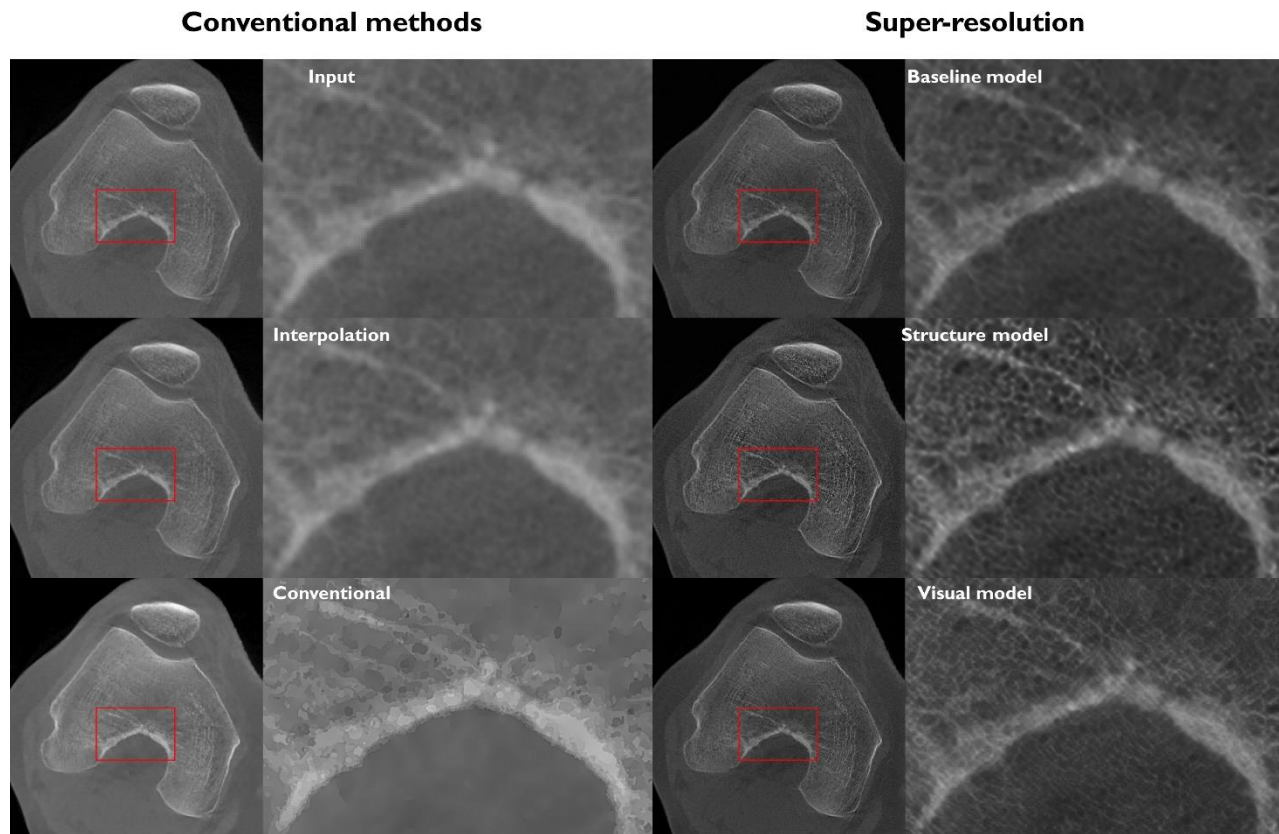 Conventional methods
Super-resolution
Input
Baseline model
Interpolation
Structure model
Conventional
Visual model